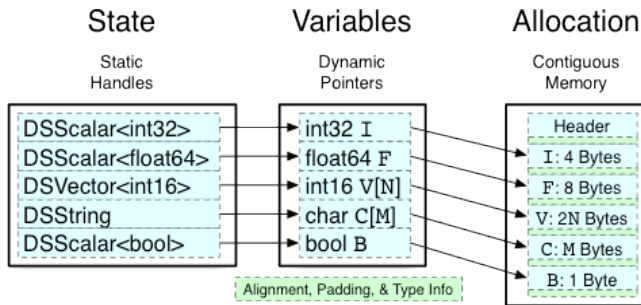 State
Variables
Allocation
Static
Handles
Dynamic
Pointers
Contiguous
Memory
DSScalar<int32>
DSScalar<float64>
DSVector<int16>
DSString
DSScalar<bool>
int32 I
float64 F
int16 V[N]
char C[M]
bool B
Header
I: 4 Bytes
F: 8 Bytes
V: 2N Bytes
C: M Bytes
B: 1 Byte
Alignment, Padding, & Type Info